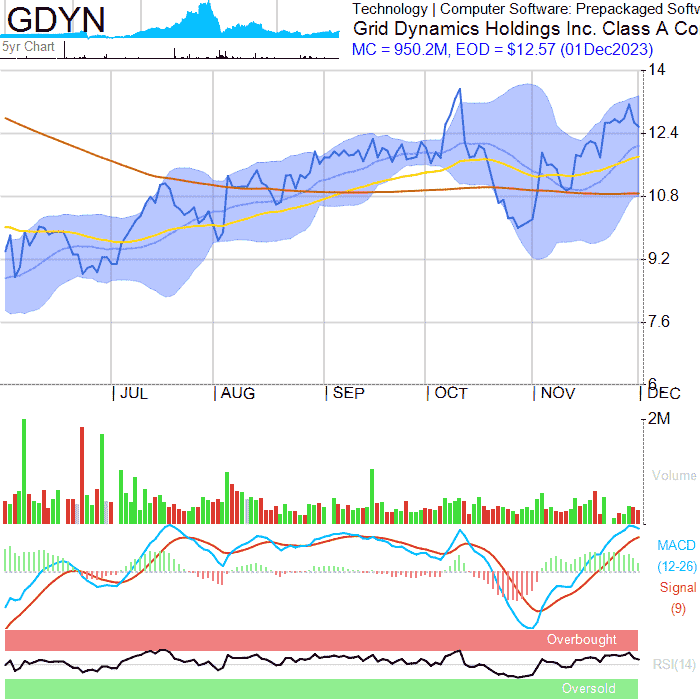 GDYN
5yr Chart
Technology | Computer Software: Prepackaged Softw
Grid Dynamics Holdings Inc. Class A Co
MC = 950.2M, EOD = $12.57 (01Dec2023)
14
12.4
10.8
9.2
7.6
6
JUL
AUG
SEP
OCT
NOV
DEC
2M
Volume
MACD
(12-26)
Signal
(9)
Overbought
RSI(14)
Oversold